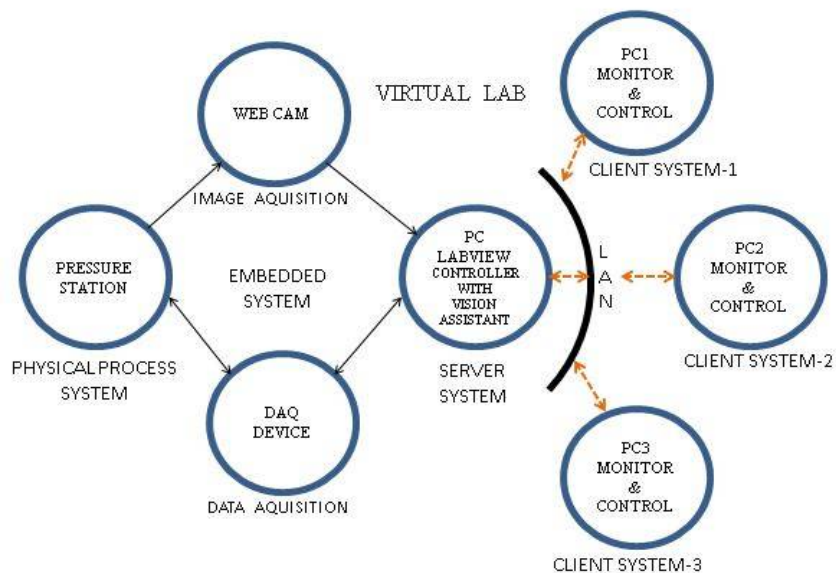 VIRTUAL LAB
WEB CAM
IMAGE AQUISITION
PRESSURE
STATION
PHYSICAL PROCESS
SYSTEM
EMBEDDED
SYSTEM
DAQ
DEVICE
DATA AQUISITION
PC
LABVIEW
CONTROLLER
WITH
VISION
ASSISTANT
SERVER
SYSTEM
L
A
N
PC1
MONITOR
&
CONTROL
CLIENT SYSTEM-1
PC2
MONITOR
&
CONTROL
CLIENT SYSTEM-2
PC3
MONITOR
&
CONTROL
CLIENT SYSTEM-3